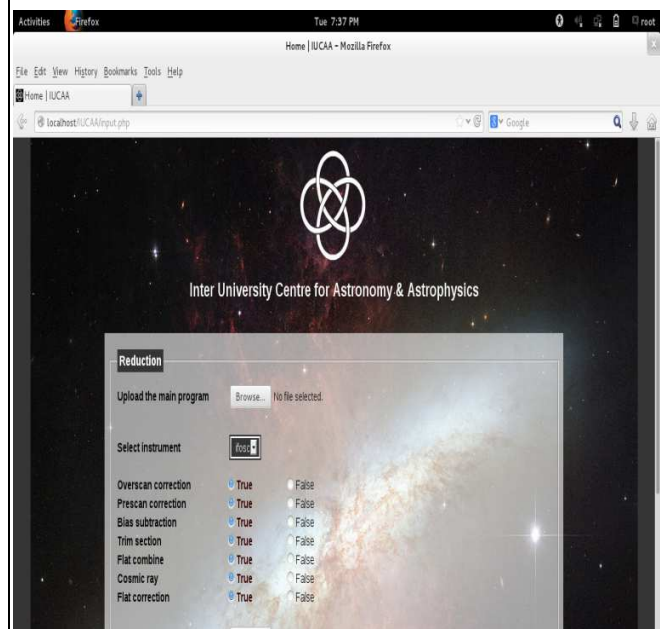 Activities Firefox Tue 7:37 PM root
Home | IUCAA - Mozilla Firefox
File Edit View History Bookmarks Tools Help
Home | IUCAA
localhost/IUCAA/input.php Google
Inter University Centre for Astronomy & Astrophysics
Reduction
Upload the main program Browse... No file selected.
Select instrument ifosc
Overscan correction True False
Prescan correction True False
Bias subtraction True False
Trim section True False
Flat combine True False
Cosmic ray True False
Flat correction True False